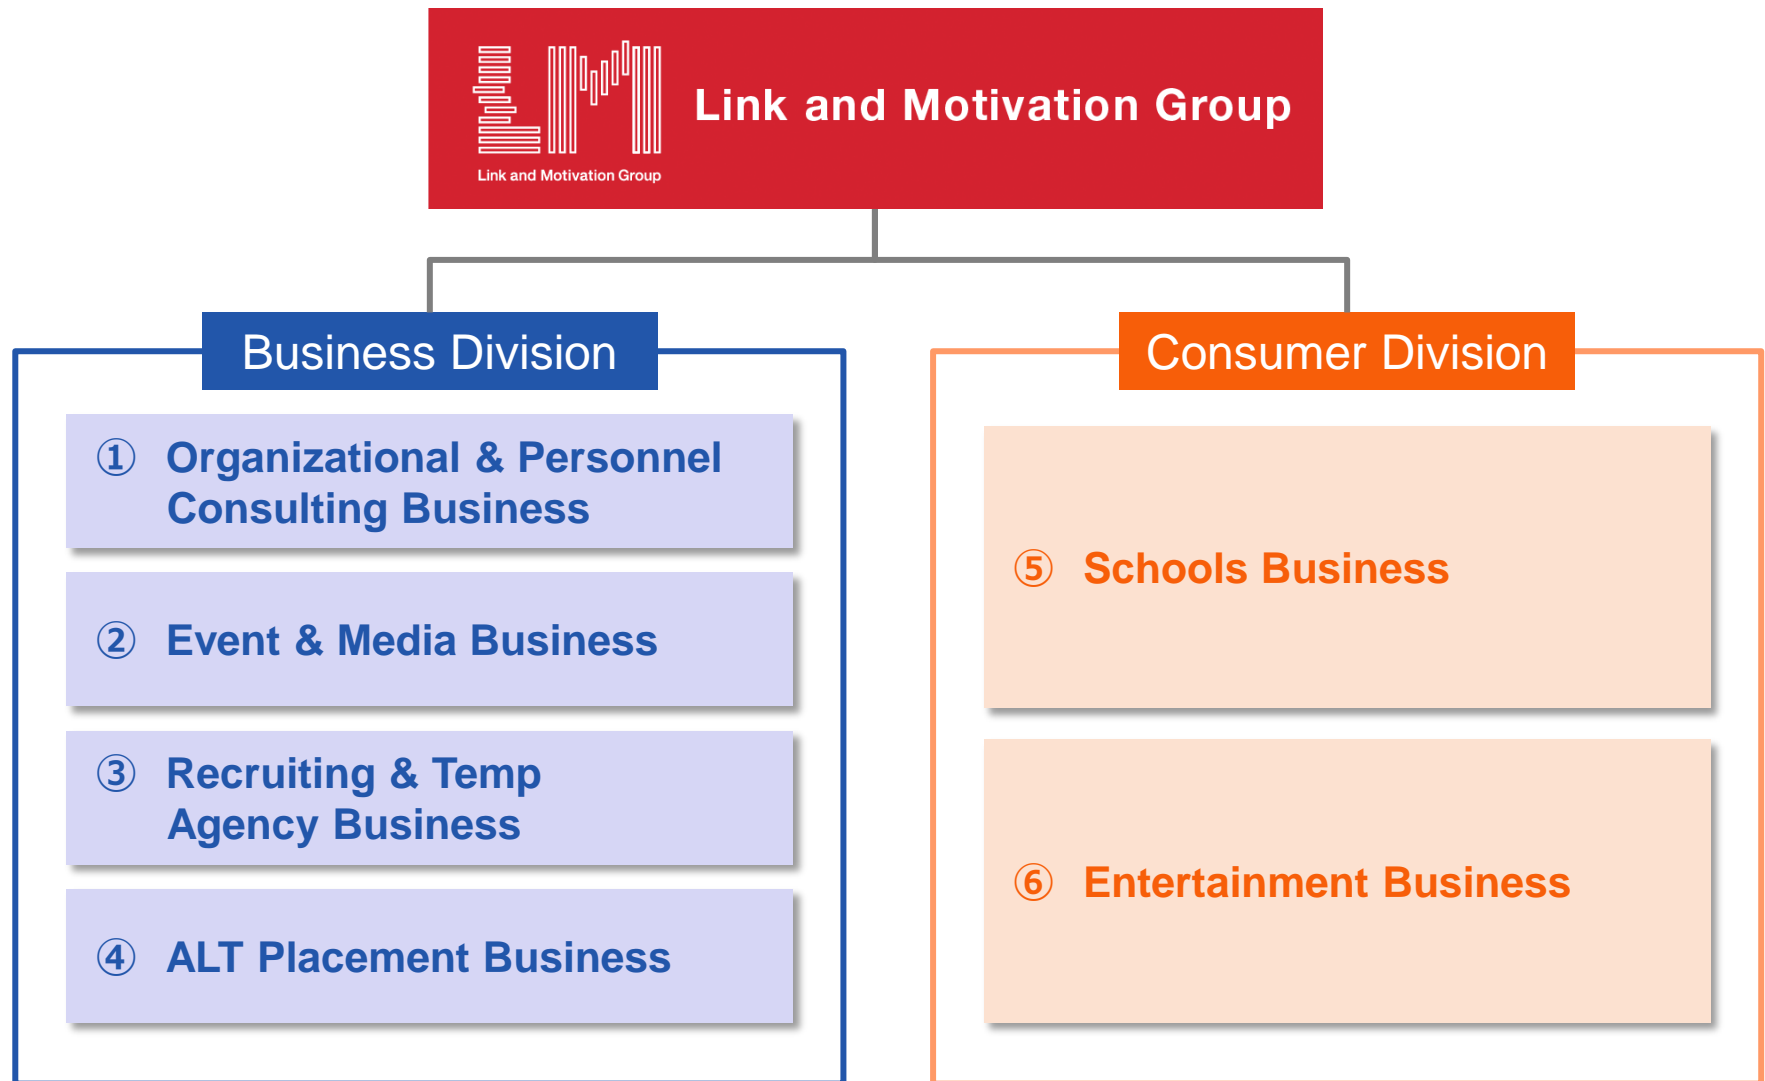 Link and Motivation Group
Link and Motivation Group
Business Division
① Organizational & Personnel
Consulting Business
② Event & Media Business
③ Recruiting & Temp
Agency Business
④ ALT Placement Business
Consumer Division
⑤ Schools Business
⑥ Entertainment Business